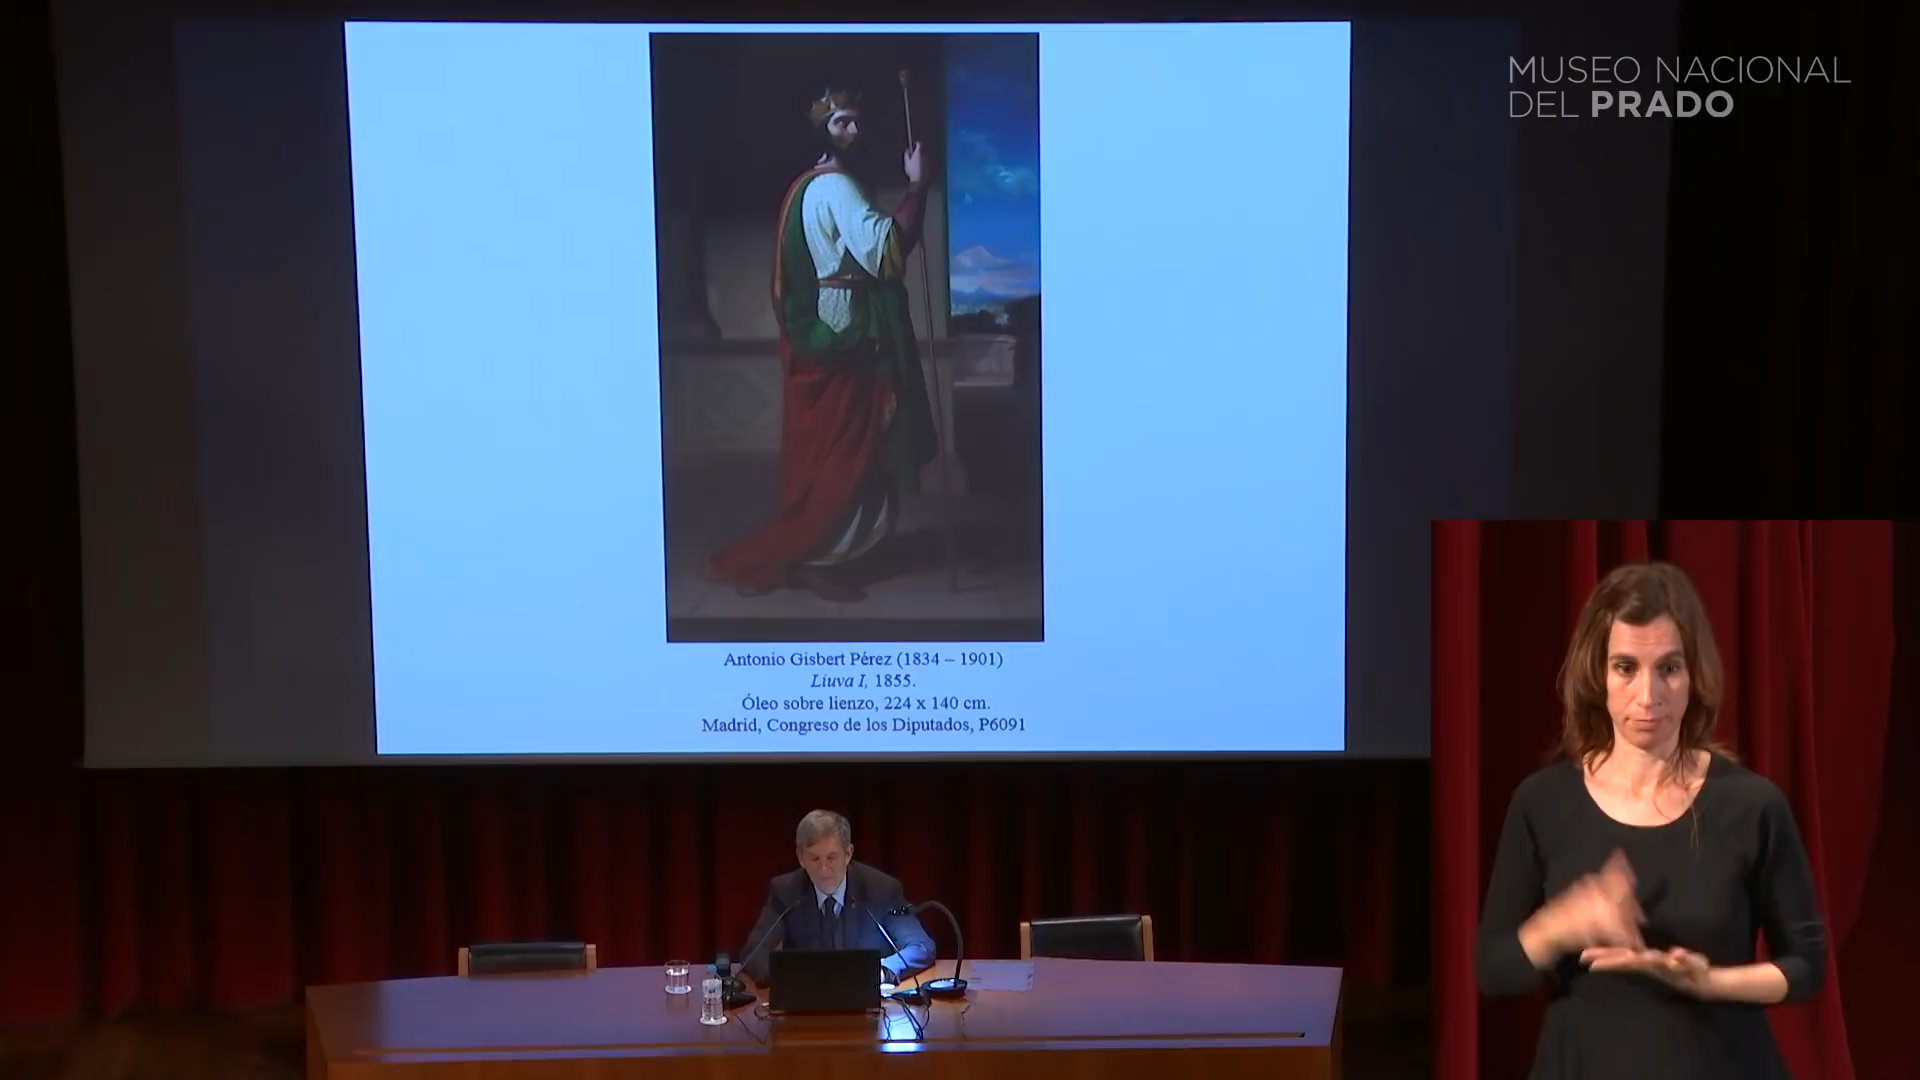 MUSEO NACIONAL
DEL PRADO
Antonio Gisbert Pérez (1834 – 1901)
Liuva I, 1855.
Óleo sobre lienzo, 224 x 140 cm.
Madrid, Congreso de los Diputados, P6091